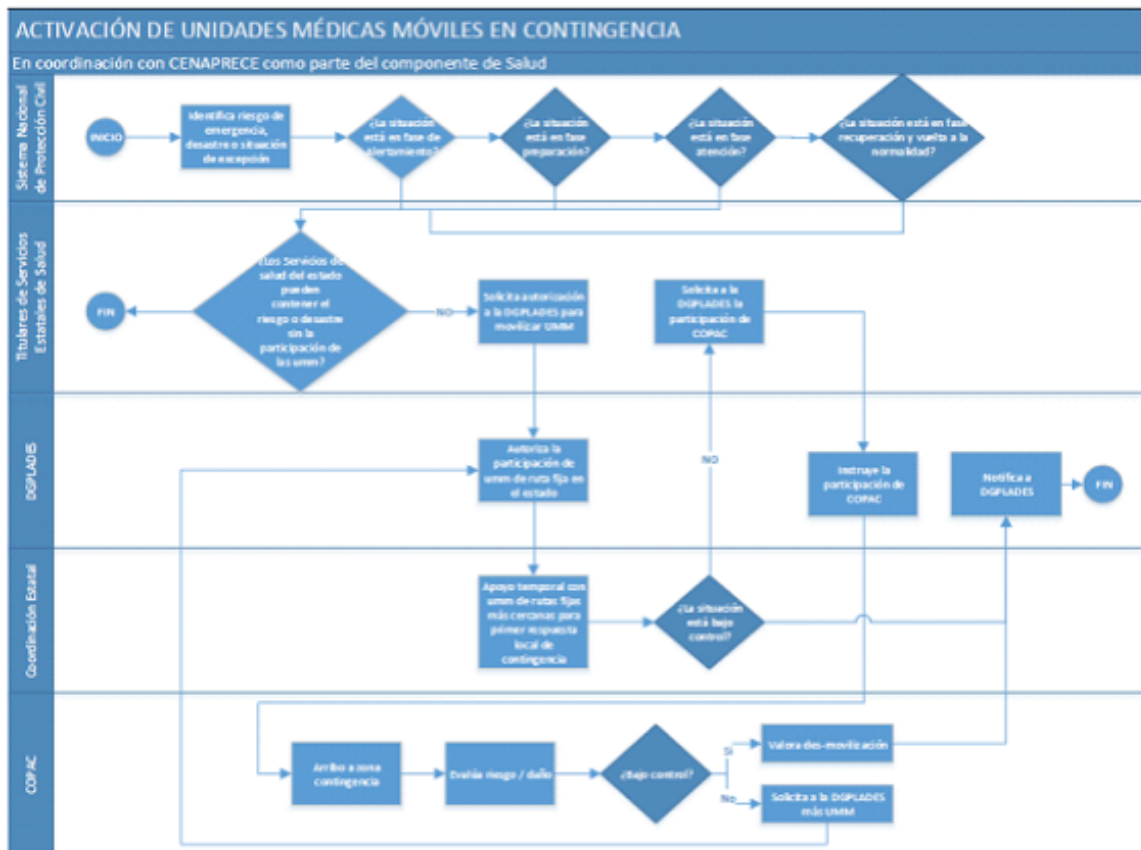 ACTIVACIÓN DE UNIDADES MÉDICAS MÓVILES EN CONTINGENCIA
En coordinación con CENAPRECE como parte del componente de Salud
Sistema Nacional
de Protección Civil
INICIO
Identifica riesgo de
emergencia,
desastre o situación
de excepción
¿La situación
está en fase de
Alertamiento?
¿La situación
está en fase
preparación?
¿La situación
está en fase
atención?
¿La situación está en fase
recuperación y vuelta a la
normalidad?
Titulares de Servicios
Estatales de Salud
FIN
¿Los Servicios de
salud del estado
pueden
contener el
riesgo o desastre
sin la
participación de
las umm?
NO
Solicita autorización
a la DGPLADES para
movilizar UMM
Solicita a la
DGPLADES la
participación de
COPAC
DGPLADES
Autoriza la
participación de
umm de ruta fija en
el estado
NO
Instruye la
participación de
COPAC
Notifica a
DGPLADES
FIN
Coordinación Estatal
Apoyo temporal con
umm de rutas fijas
más cercanas para
primer respuesta
local de
contingencia
¿La situación
está bajo
control?
COPAC
Arribo a zona
contingencia
Evalúa riesgo / daño
¿Bajo control?
Si
Valora des-movilización
No
Solicita a la DGPLADES
más UMM